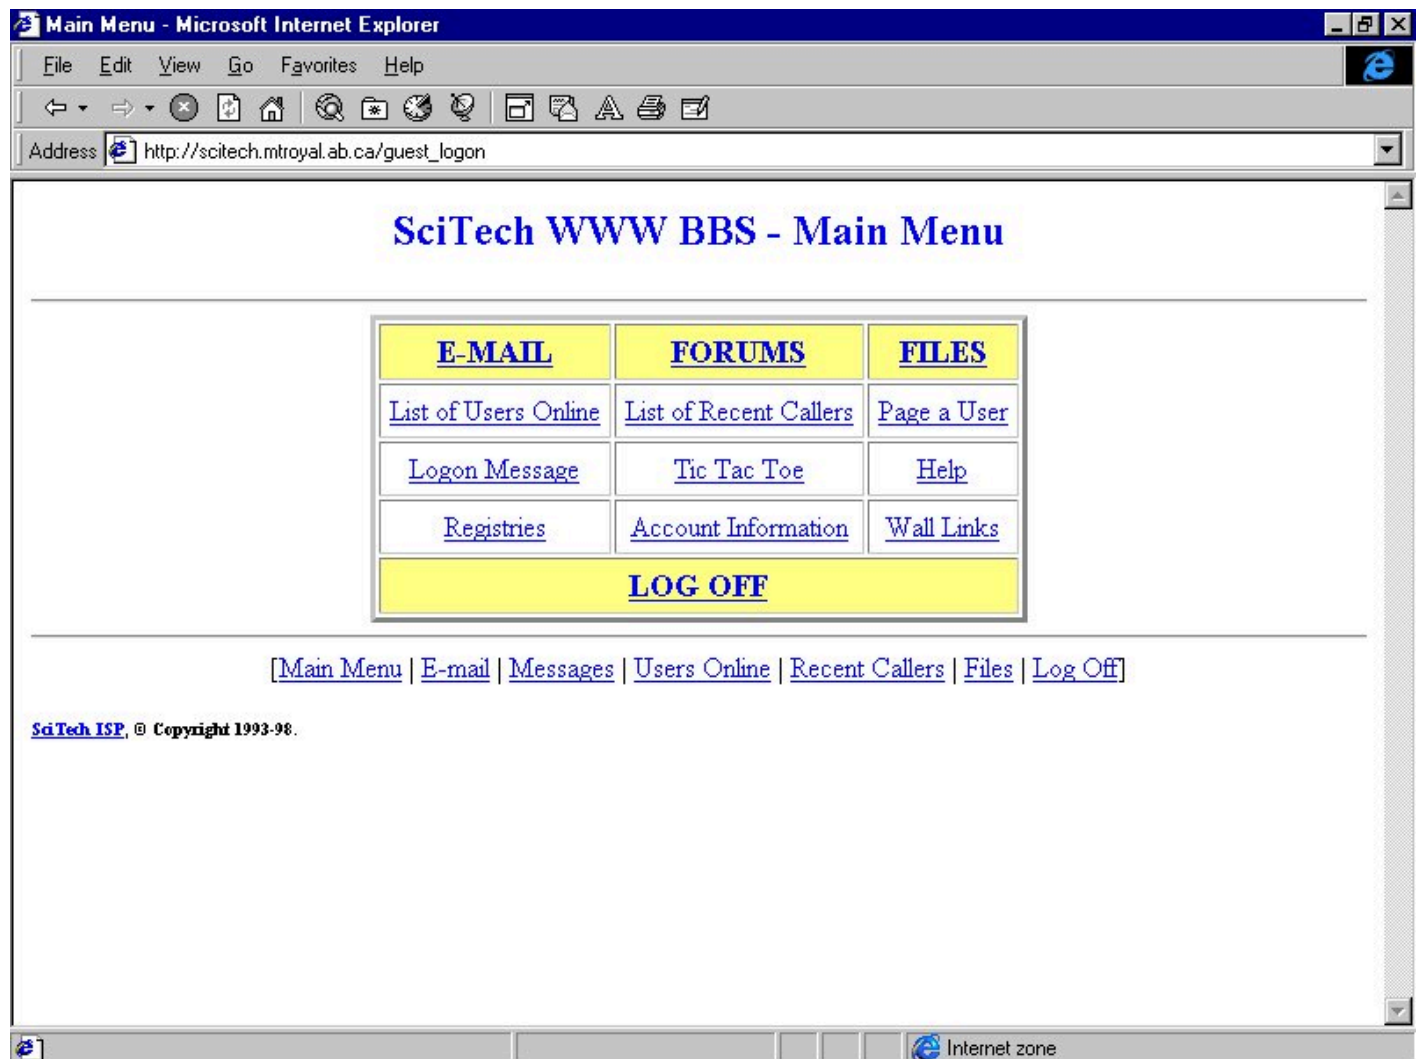 Main Menu - Microsoft Internet Explorer
File Edit View Go Favorites Help
Address http://scitech.mtroyal.ab.ca/guest_logon
SciTech WWW BBS - Main Menu
E-MAIL FORUMS FILES
List of Users Online List of Recent Callers Page a User
Logon Message Tic Tac Toe Help
Registries Account Information Wall Links
LOG OFF
[Main Menu | E-mail | Messages | Users Online | Recent Callers | Files | Log Off]
SciTech ISP, © Copyright 1993-98.
Internet zone